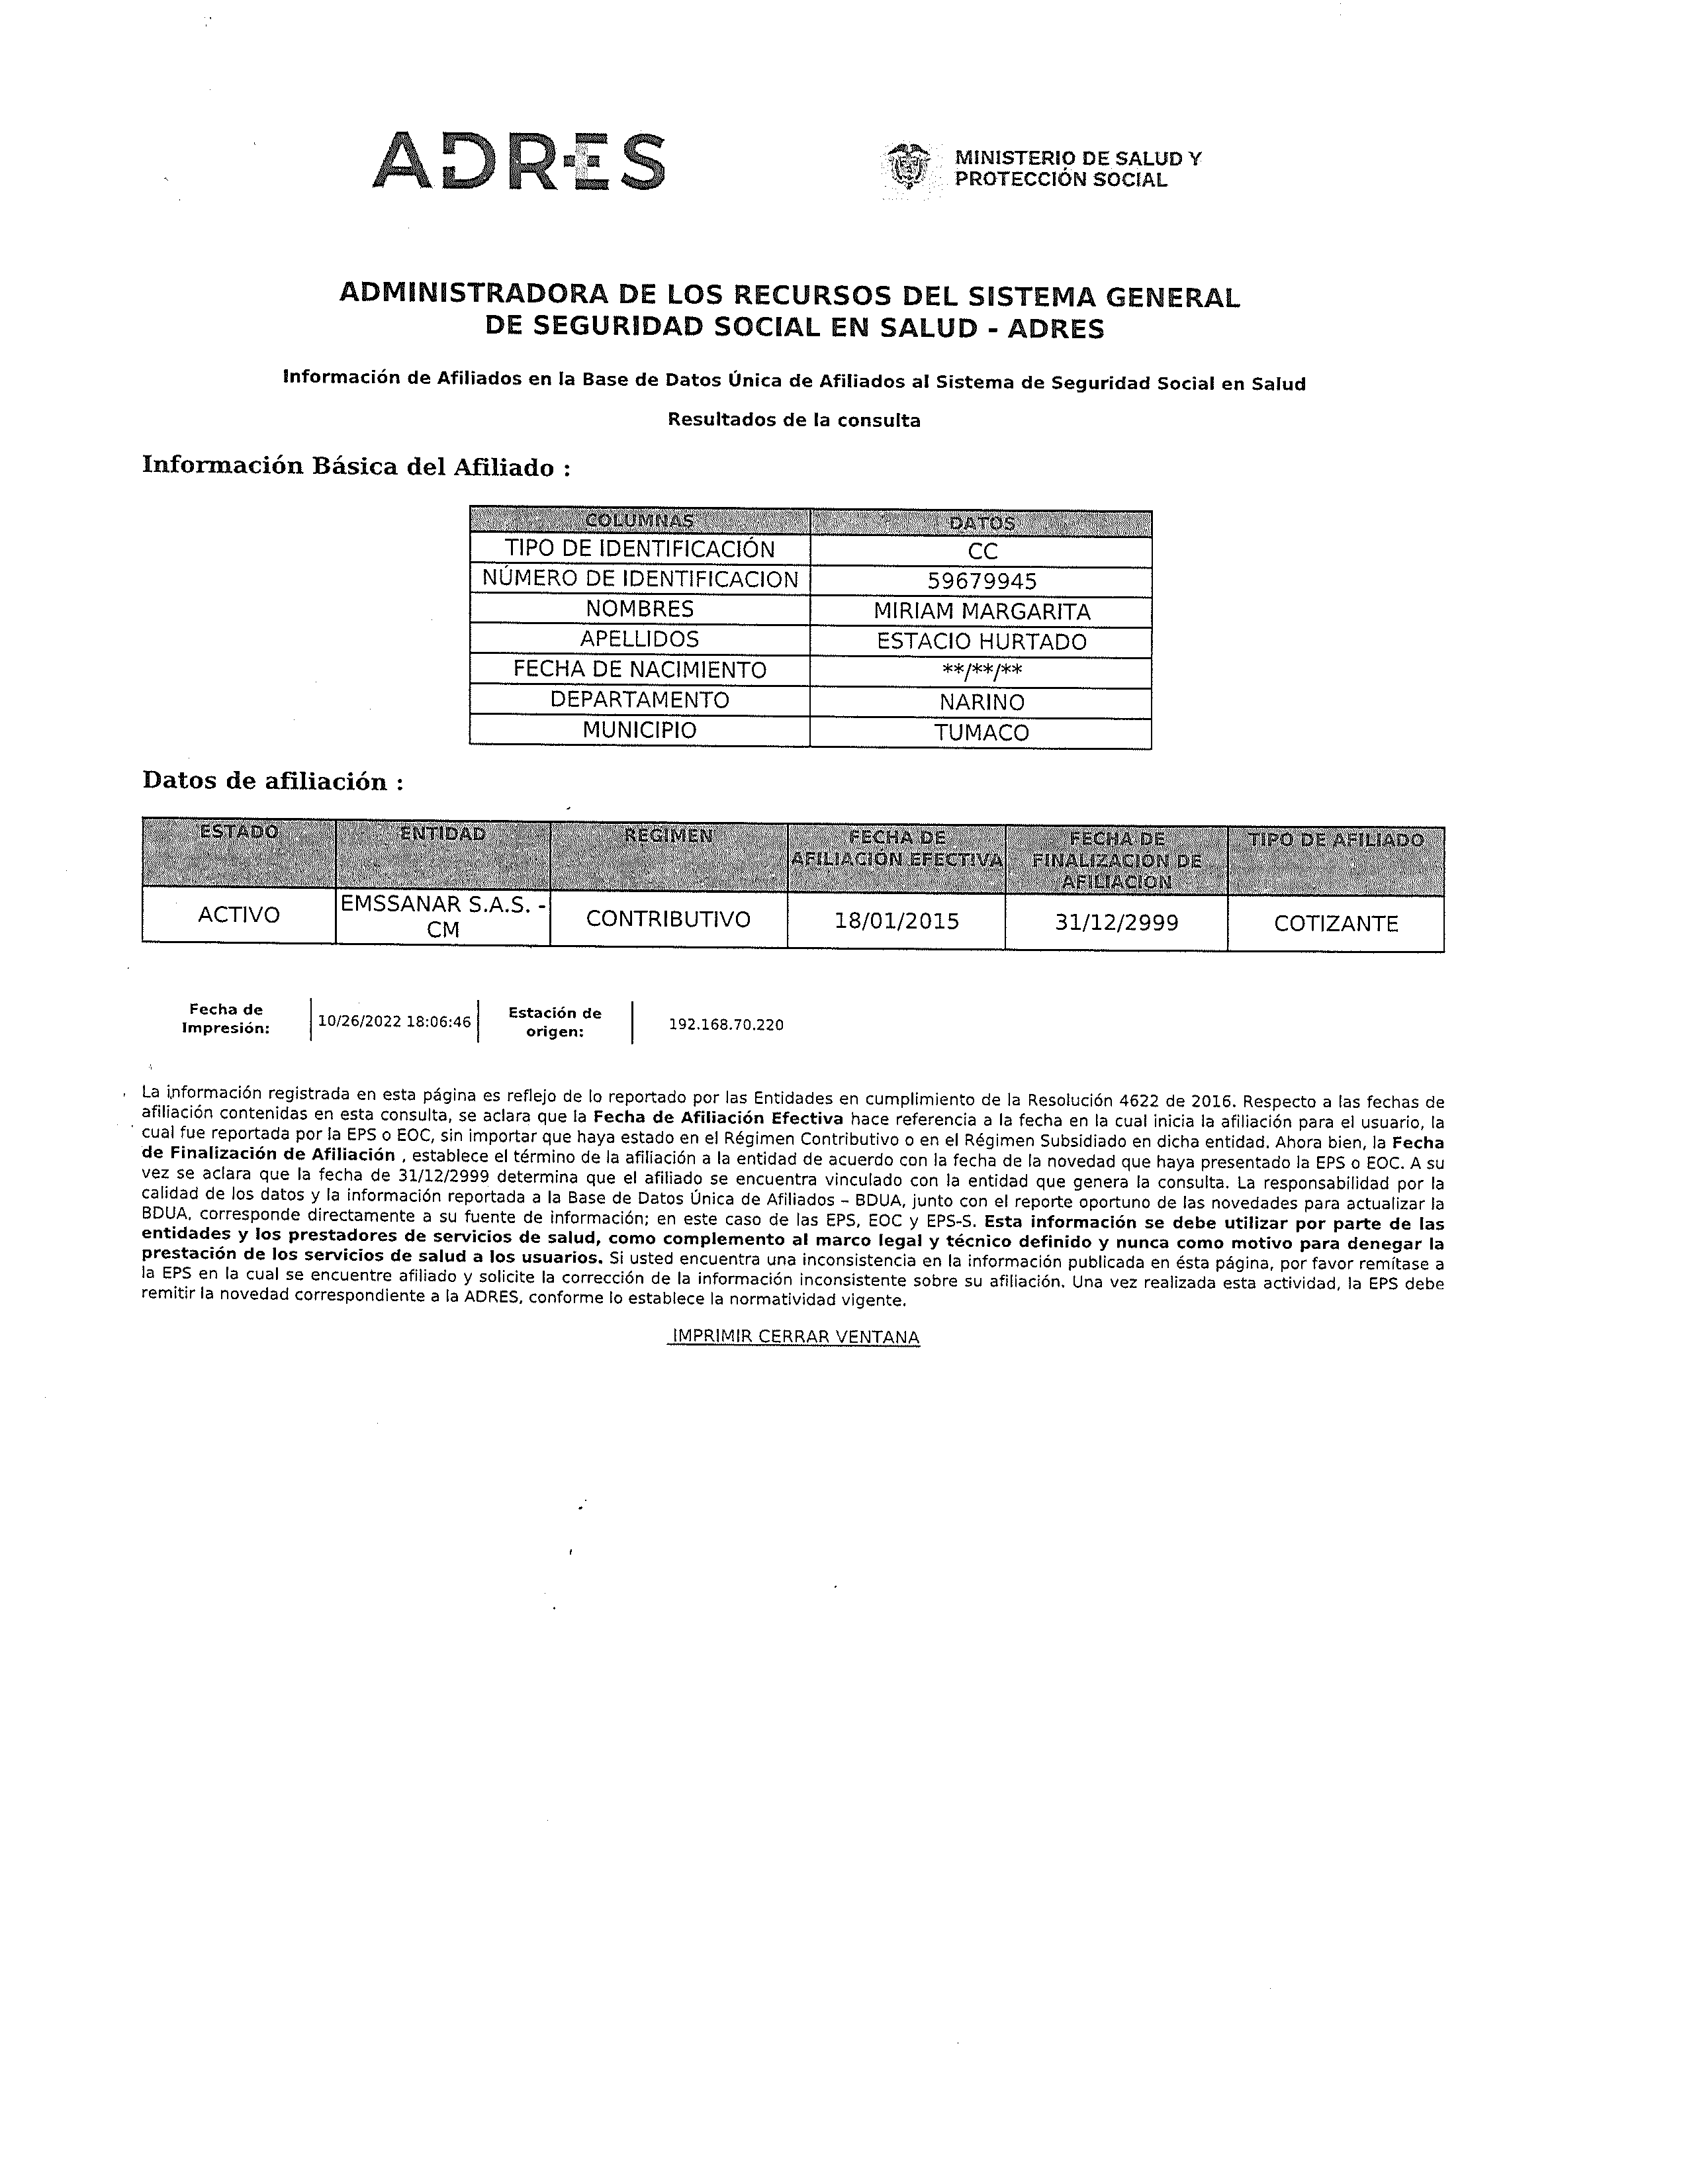 ADRES
MINISTERIO DE SALUD Y
PROTECCIÓN SOCIAL
ADMINISTRADORA DE LOS RECURSOS DEL SISTEMA GENERAL
DE SEGURIDAD SOCIAL EN SALUD - ADRES
Información de Afiliados en la Base de Datos Única de Afiliados al Sistema de Seguridad Social en Salud
Resultados de la consulta
Información Básica del Afiliado :
COLUMNAS DATOS
TIPO DE IDENTIFICACIÓN CC
NÚMERO DE IDENTIFICACION 59679945
NOMBRES MIRIAM MARGARITA
APELLIDOS ESTACIO HURTADO
FECHA DE NACIMIENTO **/**/**
DEPARTAMENTO NARINO
MUNICIPIO TUMACO
Datos de afiliación :
ESTADO ENTIDAD REGIMEN FECHA DE AFILIACIÓN EFECTIVA FECHA DE FINALIZACION DE AFILIACION TIPO DE AFILIADO
ACTIVO EMSSANAR S.A.S. - CM CONTRIBUTIVO 18/01/2015 31/12/2999 COTIZANTE
Fecha de Impresión: 10/26/2022 18:06:46 Estación de origen: 192.168.70.220
La información registrada en esta página es reflejo de lo reportado por las Entidades en cumplimiento de la Resolución 4622 de 2016. Respecto a las fechas de
afiliación contenidas en esta consulta, se aclara que la Fecha de Afiliación Efectiva hace referencia a la fecha en la cual inicia la afiliación para el usuario, la
cual fue reportada por la EPS o EOC, sin importar que haya estado en el Régimen Contributivo o en el Régimen Subsidiado en dicha entidad. Ahora bien, la Fecha
de Finalización de Afiliación , establece el término de la afiliación a la entidad de acuerdo con la fecha de la novedad que haya presentado la EPS o EOC. A su
vez se aclara que la fecha de 31/12/2999 determina que el afiliado se encuentra vinculado con la entidad que genera la consulta. La responsabilidad por la
calidad de los datos y la información reportada a la Base de Datos Única de Afiliados – BDUA, junto con el reporte oportuno de las novedades para actualizar la
BDUA, corresponde directamente a su fuente de información; en este caso de las EPS, EOC y EPS-S. Esta información se debe utilizar por parte de las
entidades y los prestadores de servicios de salud, como complemento al marco legal y técnico definido y nunca como motivo para denegar la
prestación de los servicios de salud a los usuarios. Si usted encuentra una inconsistencia en la información publicada en ésta página, por favor remítase a
la EPS en la cual se encuentre afiliado y solicite la corrección de la información inconsistente sobre su afiliación. Una vez realizada esta actividad, la EPS debe
remitir la novedad correspondiente a la ADRES, conforme lo establece la normatividad vigente.
IMPRIMIR CERRAR VENTANA